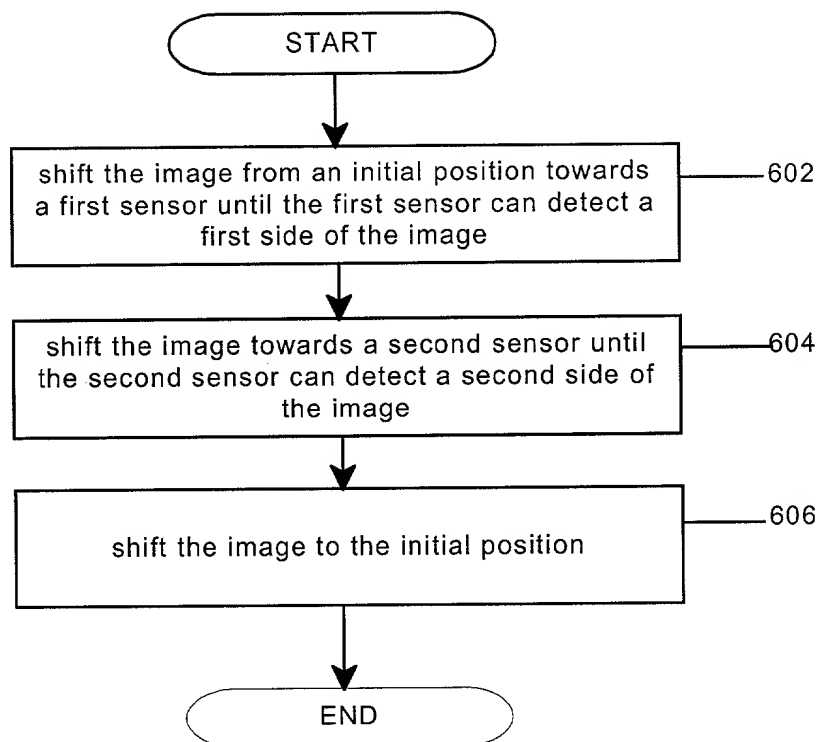 START
shift the image from an initial position towards
a first sensor until the first sensor can detect a
first side of the image
602
shift the image towards a second sensor until
the second sensor can detect a second side of
the image
604
shift the image to the initial position
606
END